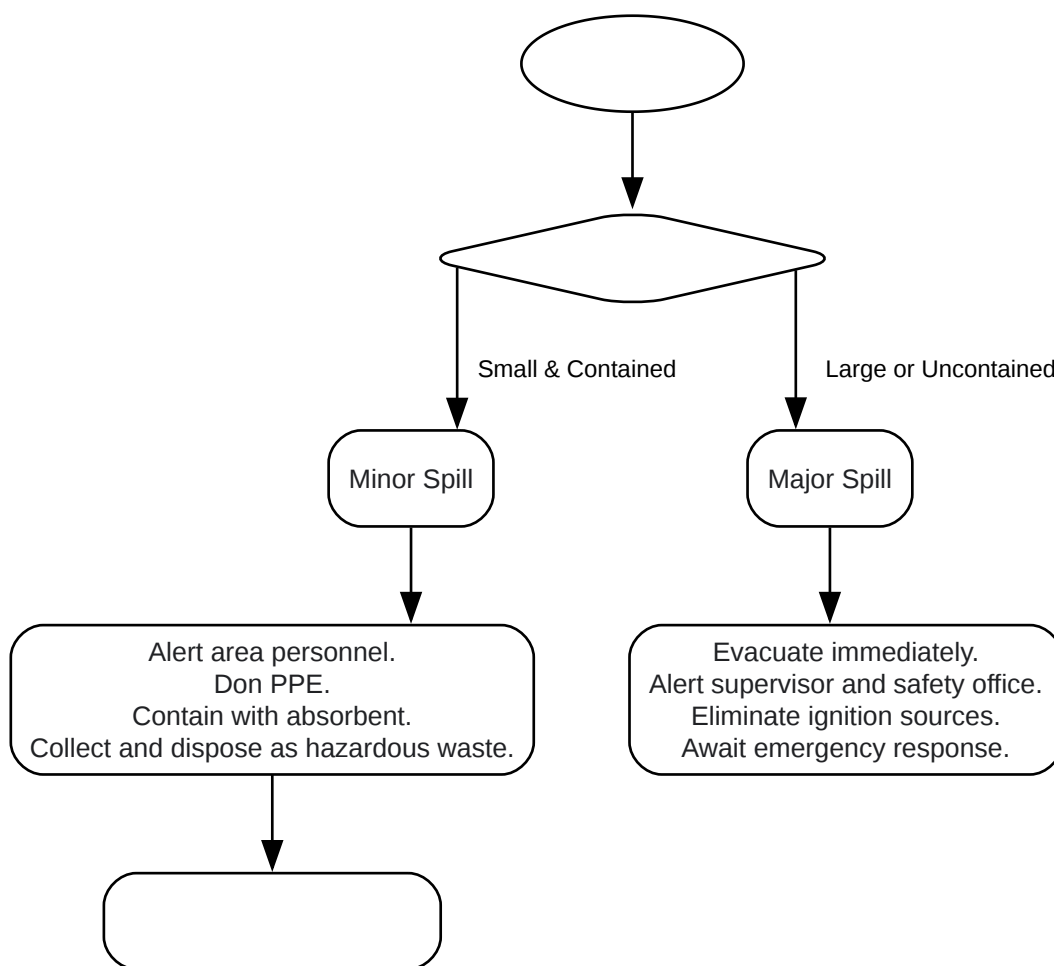 Small & Contained
Large or Uncontained
Minor Spill
Major Spill
Alert area personnel.
Don PPE.
Contain with absorbent.
Collect and dispose as hazardous waste.
Evacuate immediately.
Alert supervisor and safety office.
Eliminate ignition sources.
Await emergency response.